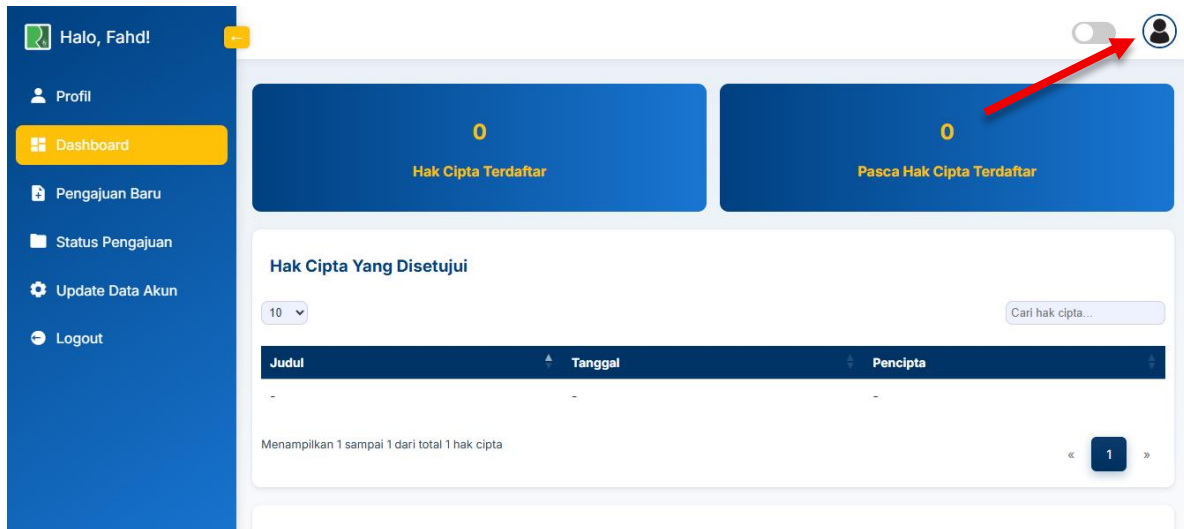 Halo, Fahd!
←
Profil
Dashboard
Pengajuan Baru
Status Pengajuan
Update Data Akun
Logout
0
Hak Cipta Terdaftar
0
Pasca Hak Cipta Terdaftar
Hak Cipta Yang Disetujui
10
Cari hak cipta...
Judul Tanggal Pencipta
- - -
Menampilkan 1 sampai 1 dari total 1 hak cipta
« 1 »